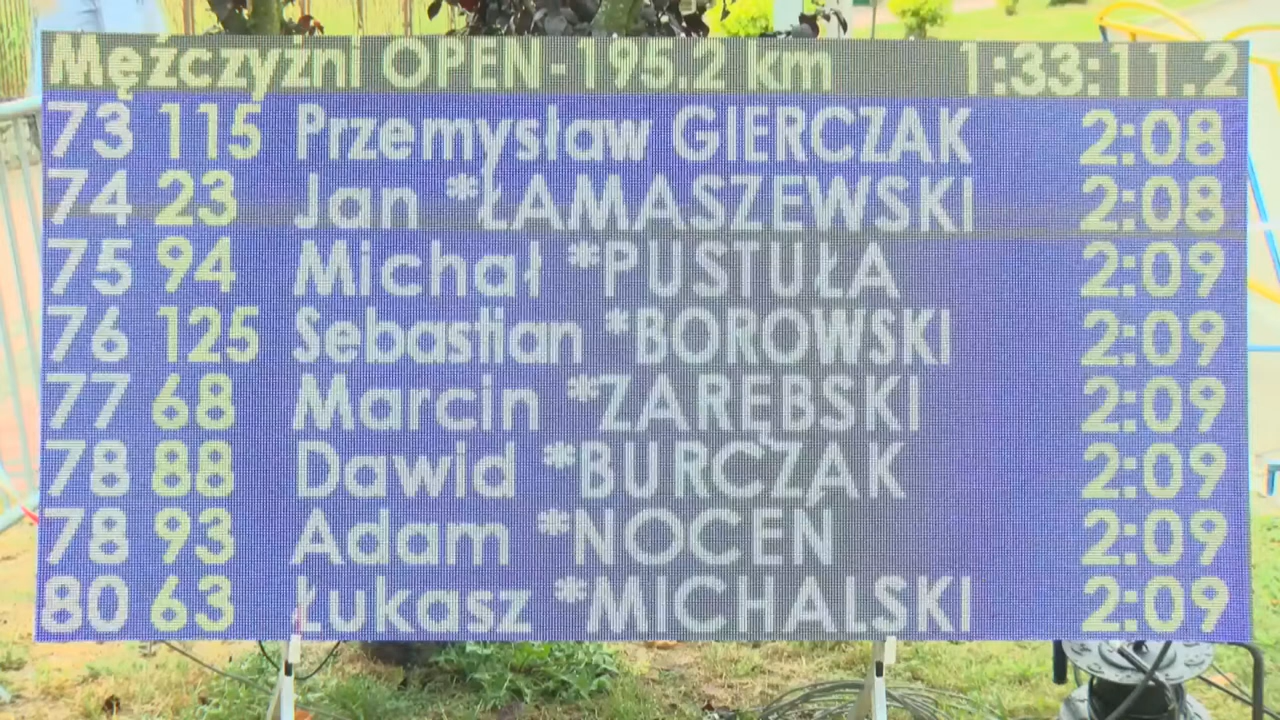 Mężczyźni OPEN - 195.2 km 1:33:11.2
73 115 Przemysław GIERCZAK 2:08
74 23 Jan *ŁAMASZEWSKI 2:08
75 94 Michał *PUSTUŁA 2:09
76 125 Sebastian *BOROWSKI 2:09
77 68 Marcin *ZARĘBSKI 2:09
78 88 Dawid *BURCZAK 2:09
78 93 Adam *NOCEŃ 2:09
80 63 Łukasz *MICHALSKI 2:09